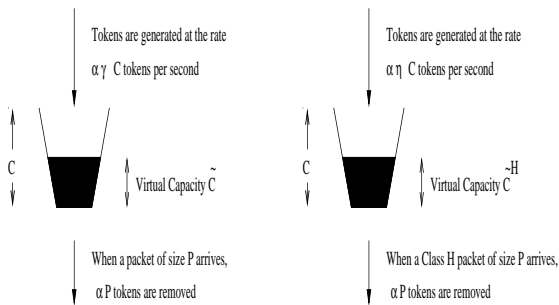 Tokens are generated at the rate
α γ C tokens per second
C
Virtual Capacity C̃
When a packet of size P arrives,
α P tokens are removed
Tokens are generated at the rate
α η C tokens per second
C
Virtual Capacity C̃ᴴ
When a Class H packet of size P arrives,
α P tokens are removed